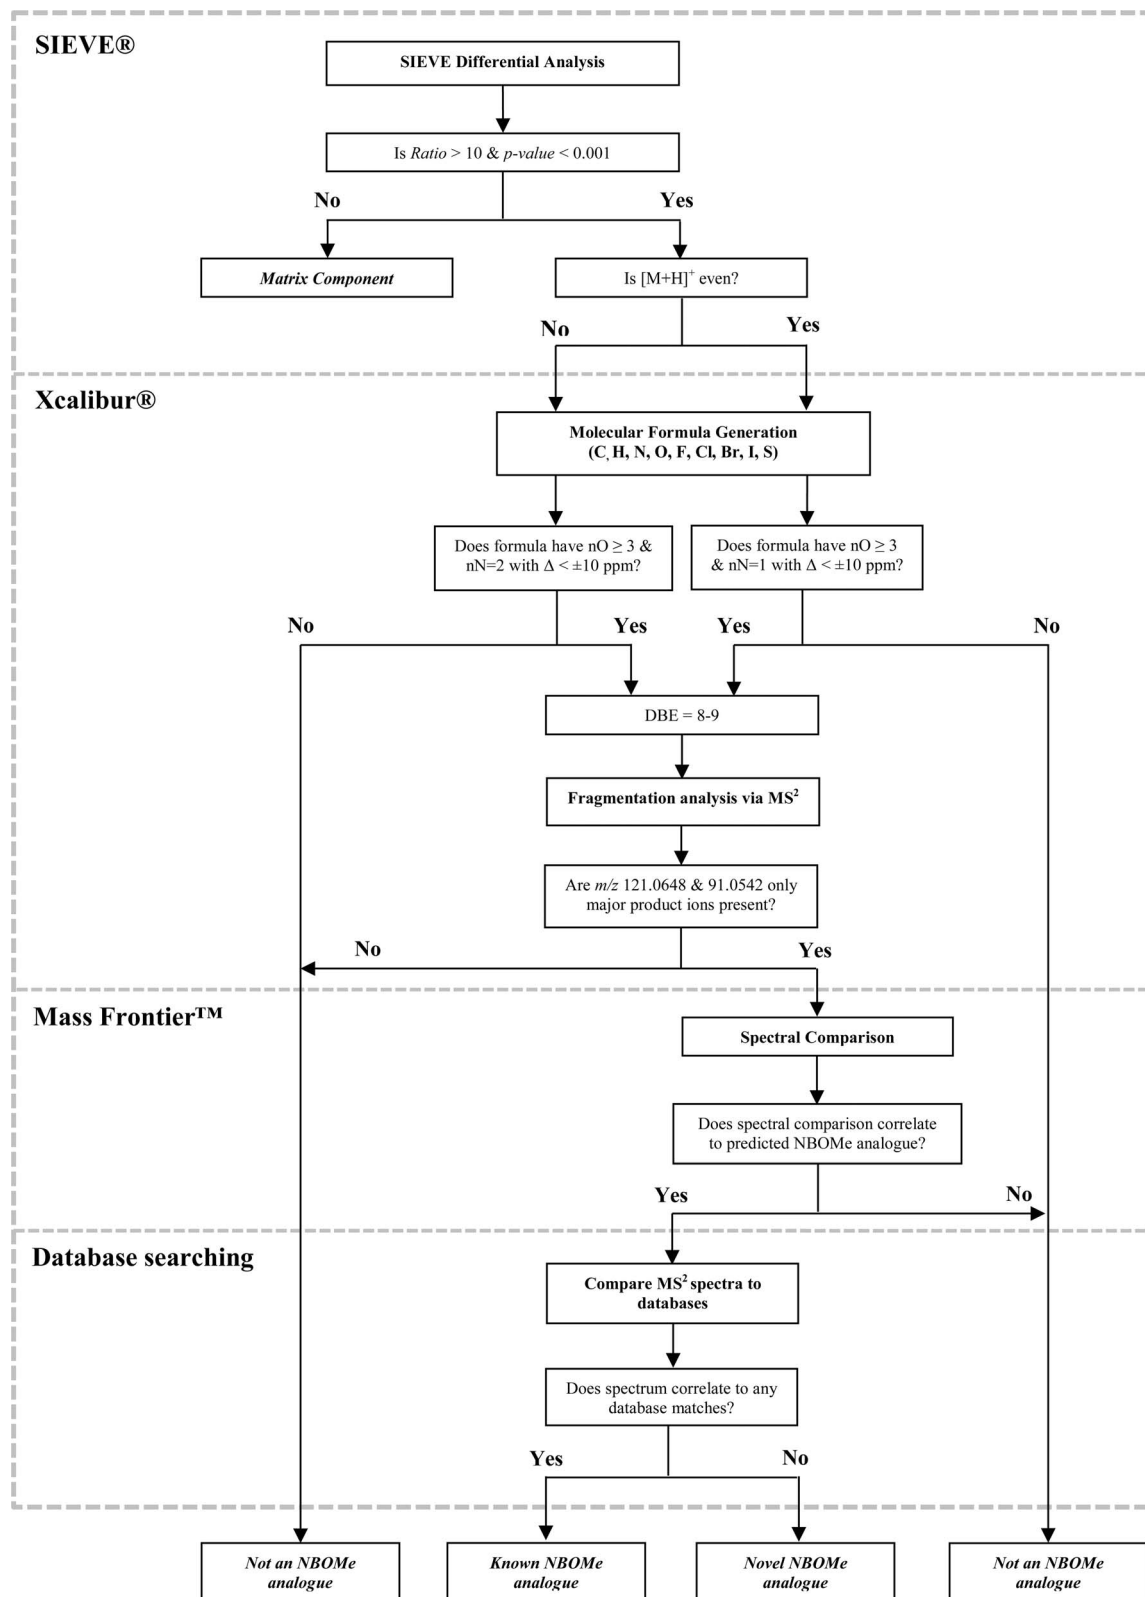 SIEVE®
SIEVE Differential Analysis
Is Ratio > 10 & p-value < 0.001
No
Yes
Matrix Component
Is [M+H]⁺ even?
No
Yes
Xcalibur®
Molecular Formula Generation
(C, H, N, O, F, Cl, Br, I, S)
Does formula have nO ≥ 3 &
nN=2 with Δ < ±10 ppm?
Does formula have nO ≥ 3
& nN=1 with Δ < ±10 ppm?
No
Yes
Yes
No
DBE = 8-9
Fragmentation analysis via MS²
Are m/z 121.0648 & 91.0542 only
major product ions present?
No
Yes
Mass Frontier™
Spectral Comparison
Does spectral comparison correlate
to predicted NBOMe analogue?
Yes
No
Database searching
Compare MS² spectra to
databases
Does spectrum correlate to any
database matches?
Yes
No
Not an NBOMe
analogue
Known NBOMe
analogue
Novel NBOMe
analogue
Not an NBOMe
analogue